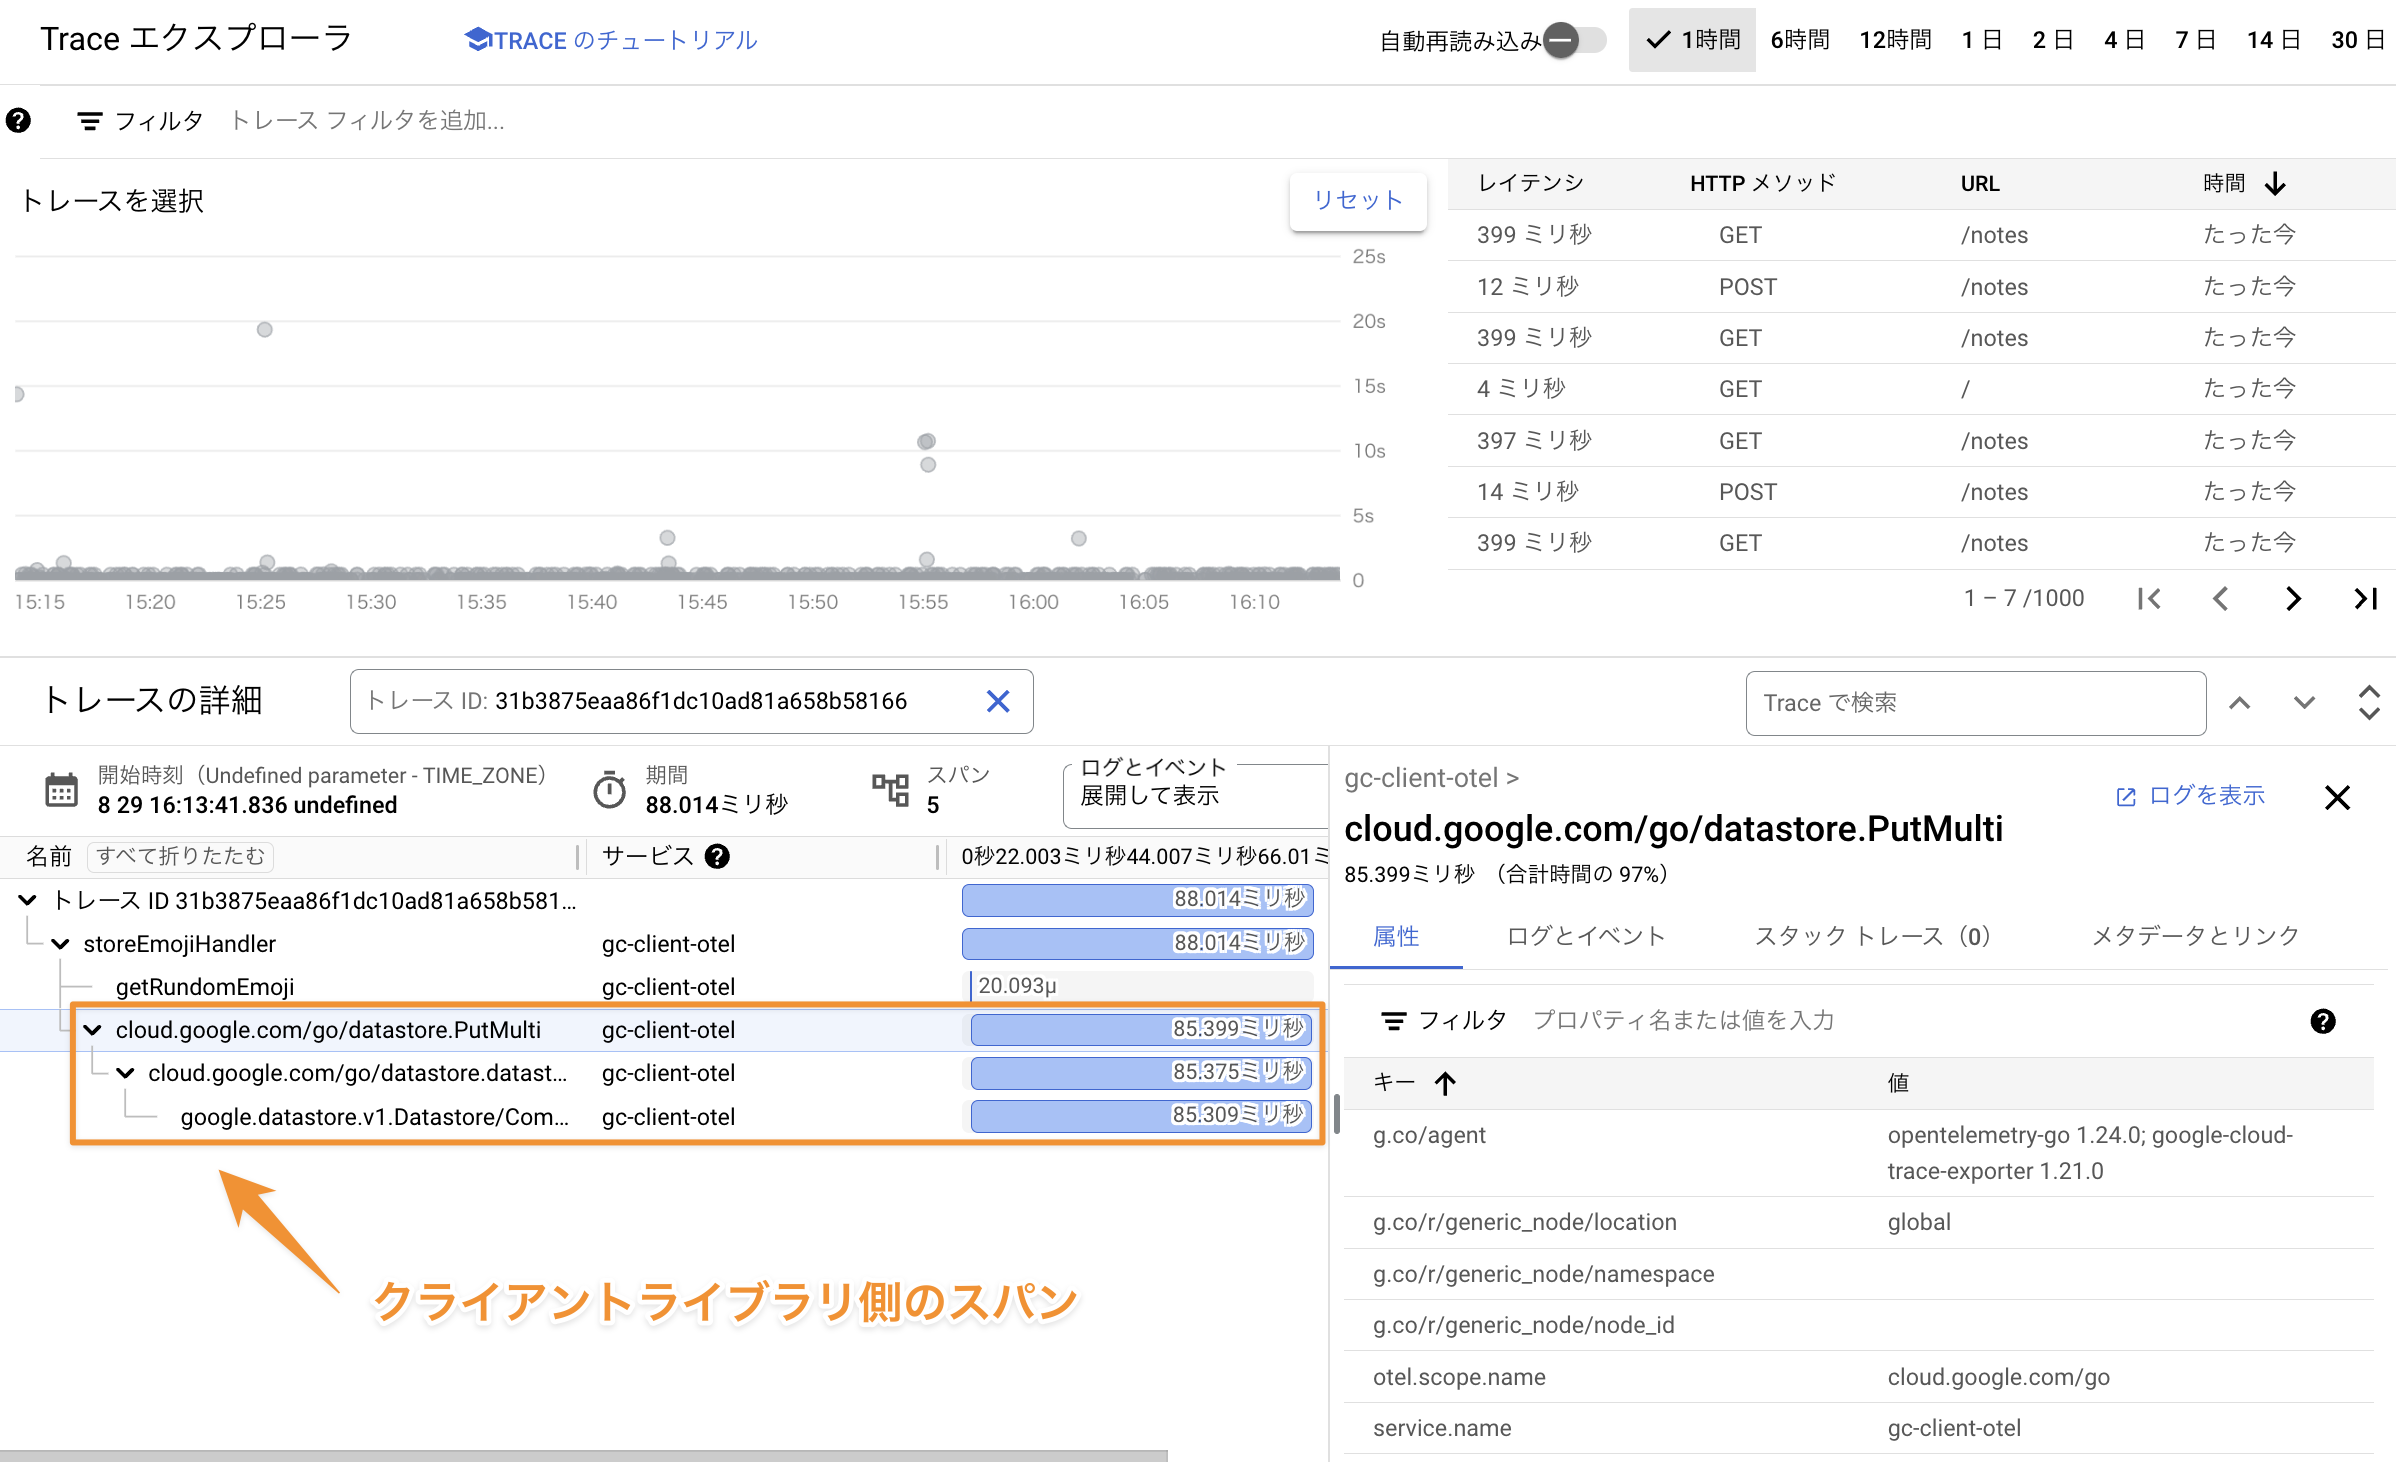 Trace エクスプローラ
TRACE のチュートリアル
自動再読み込み
1時間 6時間 12時間 1 日 2 日 4 日 7 日 14 日 30 日
フィルタ トレース フィルタを追加...
トレースを選択
リセット
25s
20s
15s
10s
5s
0
15:15 15:20 15:25 15:30 15:35 15:40 15:45 15:50 15:55 16:00 16:05 16:10
レイテンシ HTTP メソッド URL 時間
399 ミリ秒 GET /notes たった今
12 ミリ秒 POST /notes たった今
399 ミリ秒 GET /notes たった今
4 ミリ秒 GET / たった今
397 ミリ秒 GET /notes たった今
14 ミリ秒 POST /notes たった今
399 ミリ秒 GET /notes たった今
1 – 7 /1000
トレースの詳細
トレース ID: 31b3875eaa86f1dc10ad81a658b58166
Trace で検索
開始時刻（Undefined parameter - TIME_ZONE）
8 29 16:13:41.836 undefined
期間
88.014ミリ秒
スパン
5
ログとイベント
展開して表示
名前 すべて折りたたむ サービス 0秒22.003ミリ秒44.007ミリ秒66.01ミ
トレース ID 31b3875eaa86f1dc10ad81a658b581... 88.014ミリ秒
storeEmojiHandler gc-client-otel 88.014ミリ秒
getRundomEmoji gc-client-otel 20.093μ
cloud.google.com/go/datastore.PutMulti gc-client-otel 85.399ミリ秒
cloud.google.com/go/datastore.datast... gc-client-otel 85.375ミリ秒
google.datastore.v1.Datastore/Com... gc-client-otel 85.309ミリ秒
クライアントライブラリ側のスパン
gc-client-otel >
ログを表示
cloud.google.com/go/datastore.PutMulti
85.399ミリ秒 （合計時間の 97%）
属性 ログとイベント スタック トレース（0） メタデータとリンク
フィルタ プロパティ名または値を入力
キー 値
g.co/agent opentelemetry-go 1.24.0; google-cloud-
trace-exporter 1.21.0
g.co/r/generic_node/location global
g.co/r/generic_node/namespace
g.co/r/generic_node/node_id
otel.scope.name cloud.google.com/go
service.name gc-client-otel